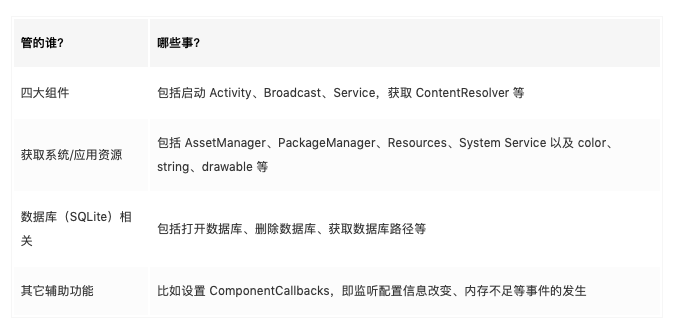 管的谁?
哪些事?
四大组件
包括启动 Activity、Broadcast、Service，获取 ContentResolver 等
获取系统/应用资源
包括 AssetManager、PackageManager、Resources、System Service 以及 color、
string、drawable 等
数据库（SQLite）相
关
包括打开数据库、删除数据库、获取数据库路径等
其它辅助功能
比如设置 ComponentCallbacks，即监听配置信息改变、内存不足等事件的发生